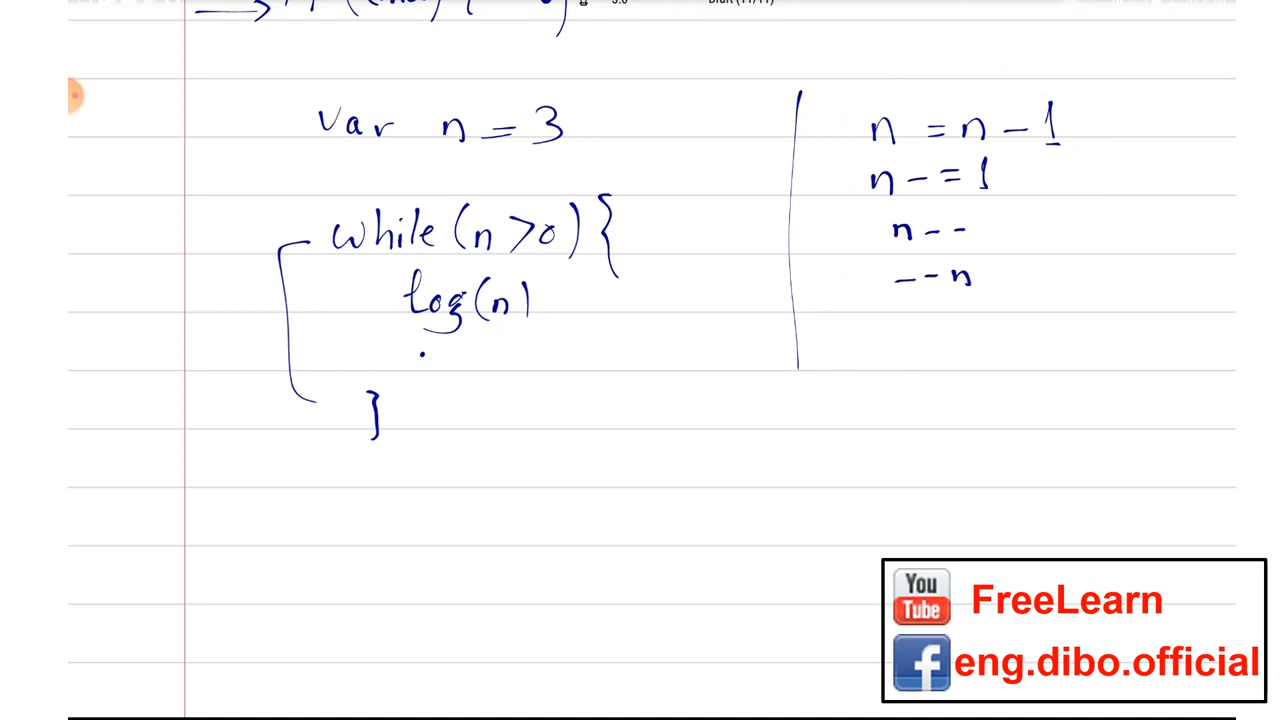 var n = 3
while (n > 0) {
log(n)
}
n = n - 1
n - = 1
n - -
- - n
You
Tube
FreeLearn
f
eng.dibo.official